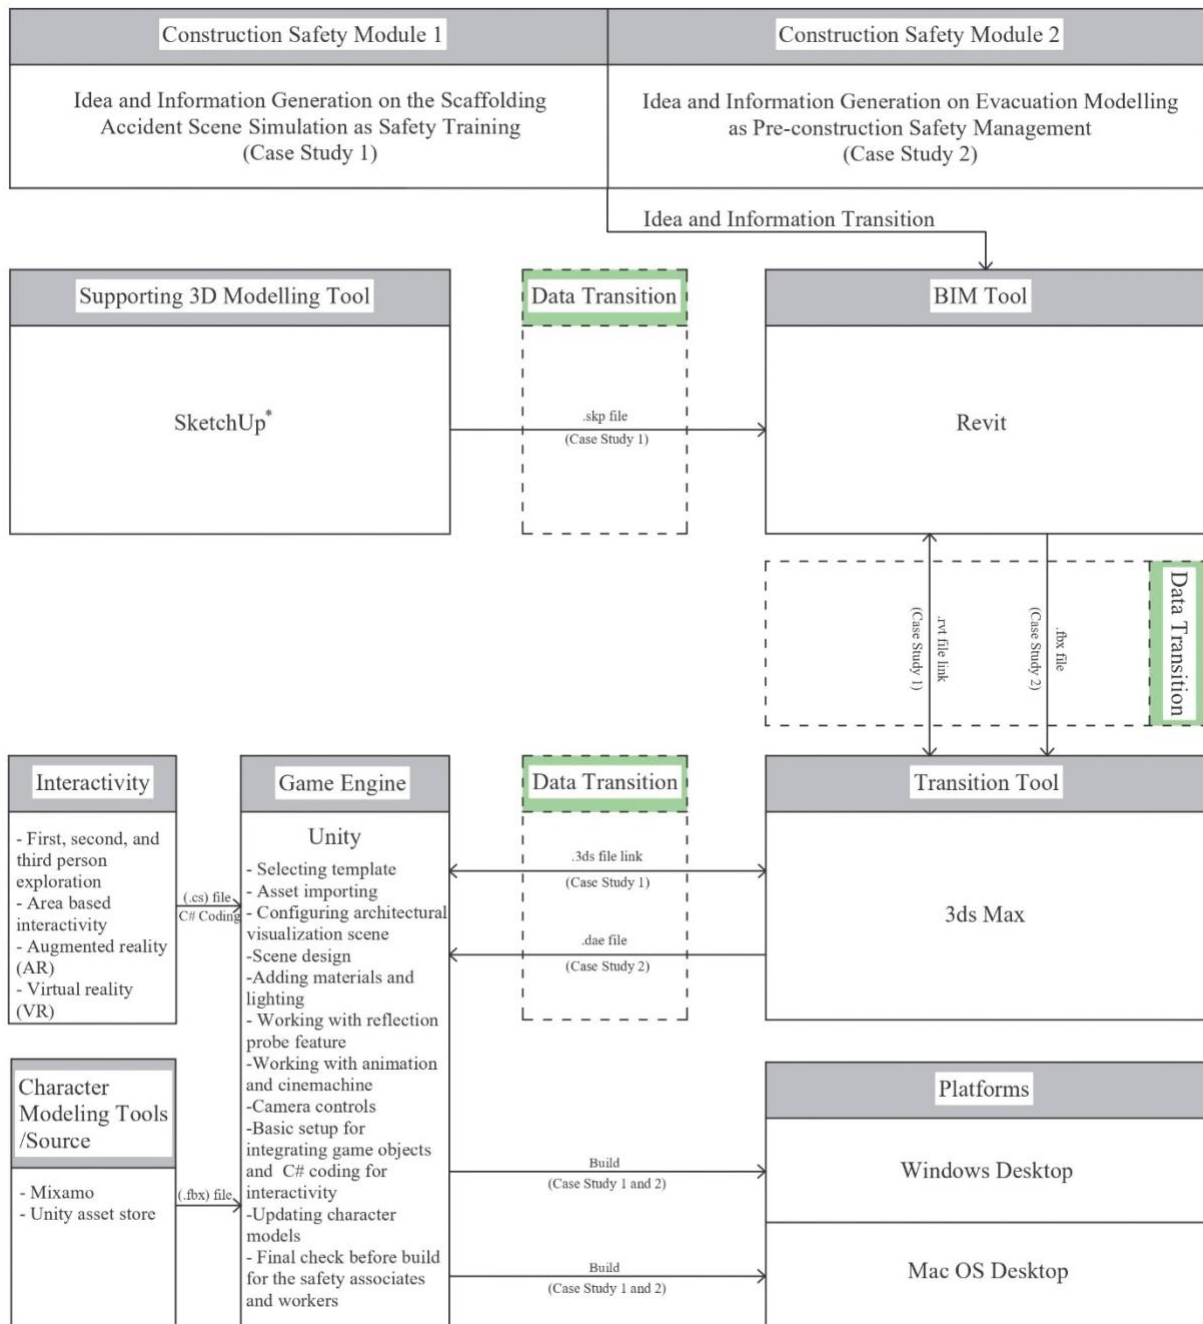 Construction Safety Module 1
Construction Safety Module 2
Idea and Information Generation on the Scaffolding
Accident Scene Simulation as Safety Training
(Case Study 1)
Idea and Information Generation on Evacuation Modelling
as Pre-construction Safety Management
(Case Study 2)
Idea and Information Transition
Supporting 3D Modelling Tool
Data Transition
BIM Tool
SketchUp*
.skp file
(Case Study 1)
Revit
.rvt file link
(Case Study 1)
.fbx file
(Case Study 2)
Data Transition
Interactivity
- First, second, and
third person
exploration
- Area based
interactivity
- Augmented reality
(AR)
- Virtual reality
(VR)
(.cs) file
C# Coding
Game Engine
Unity
- Selecting template
- Asset importing
- Configuring architectural
visualization scene
-Scene design
-Adding materials and
lighting
- Working with reflection
probe feature
-Working with animation
and cinemachine
-Camera controls
-Basic setup for
integrating game objects
and C# coding for
interactivity
-Updating character
models
- Final check before build
for the safety associates
and workers
Data Transition
.3ds file link
(Case Study 1)
.dae file
(Case Study 2)
Transition Tool
3ds Max
Character
Modeling Tools
/Source
- Mixamo
- Unity asset store
(.fbx) file
Build
(Case Study 1 and 2)
Build
(Case Study 1 and 2)
Platforms
Windows Desktop
Mac OS Desktop